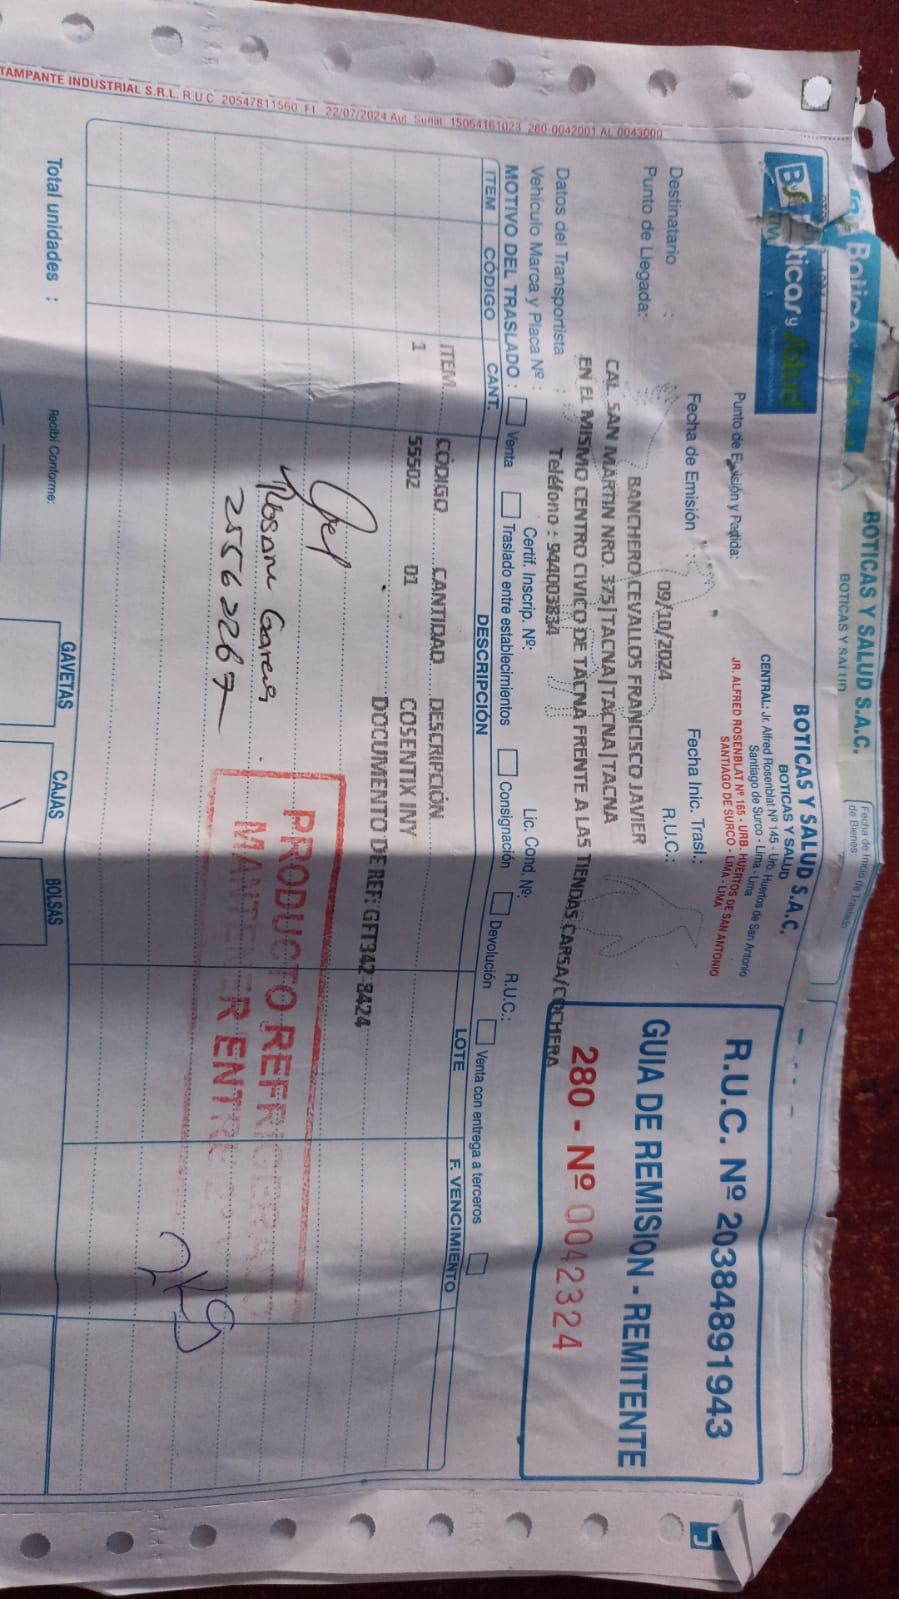 BOTICAS Y SALUD S.A.C.
BOTICAS Y SALUD
Fecha de Inicio de Traslado
de Bienes
Boticas y Salud
BOTICAS Y SALUD S.A.C.
BOTICAS Y SALUD
CENTRAL: Jr. Alfred Rosenblat Nº 145 - Urb. Huertos de San Antonio
Santiago de Surco - Lima - Lima
Punto de Emisión y Partida:
JR. ALFRED ROSENBLAT Nº 165 - URB. HUERTOS DE SAN ANTONIO
SANTIAGO DE SURCO - LIMA - LIMA
R.U.C. Nº 20384891943
GUIA DE REMISION - REMITENTE
280 - Nº 0042324
Fecha de Emisión : 09/10/2024 Fecha Inic. Trasl.:
Destinatario : BANCHERO CEVALLOS FRANCISCO JAVIER R.U.C.:
Punto de Llegada: CAL. SAN MARTIN NRO. 375|TACNA|TACNA|TACNA
EN EL MISMO CENTRO CIVICO DE TACNA FRENTE A LAS TIENDAS CARSA/COCHERA
Datos del Transportista : Teléfono : 944003834
Vehículo Marca y Placa Nº : Certif. Inscrip. Nº: Lic. Cond. Nº: R.U.C.:
MOTIVO DEL TRASLADO : Venta Traslado entre establecimientos Consignación Devolución Venta con entrega a terceros
ITEM CÓDIGO CANT. DESCRIPCIÓN LOTE F. VENCIMIENTO
ITEM CODIGO CANTIDAD DESCRIPCIÓN
1 55502 01 COSENTIX INY
DOCUMENTO DE REF: GFT342-8424
PRODUCTO REFRIGERADO
Rosani Garcia
25562267
Total unidades : Recibí Conforme: GAVETAS CAJAS BOLSAS
TAMPANTE INDUSTRIAL S.R.L. R.U.C. 20547811560 F.I. 22/07/2024 Aut. Sunat. 15064161023 280-0042001 AL 0043000